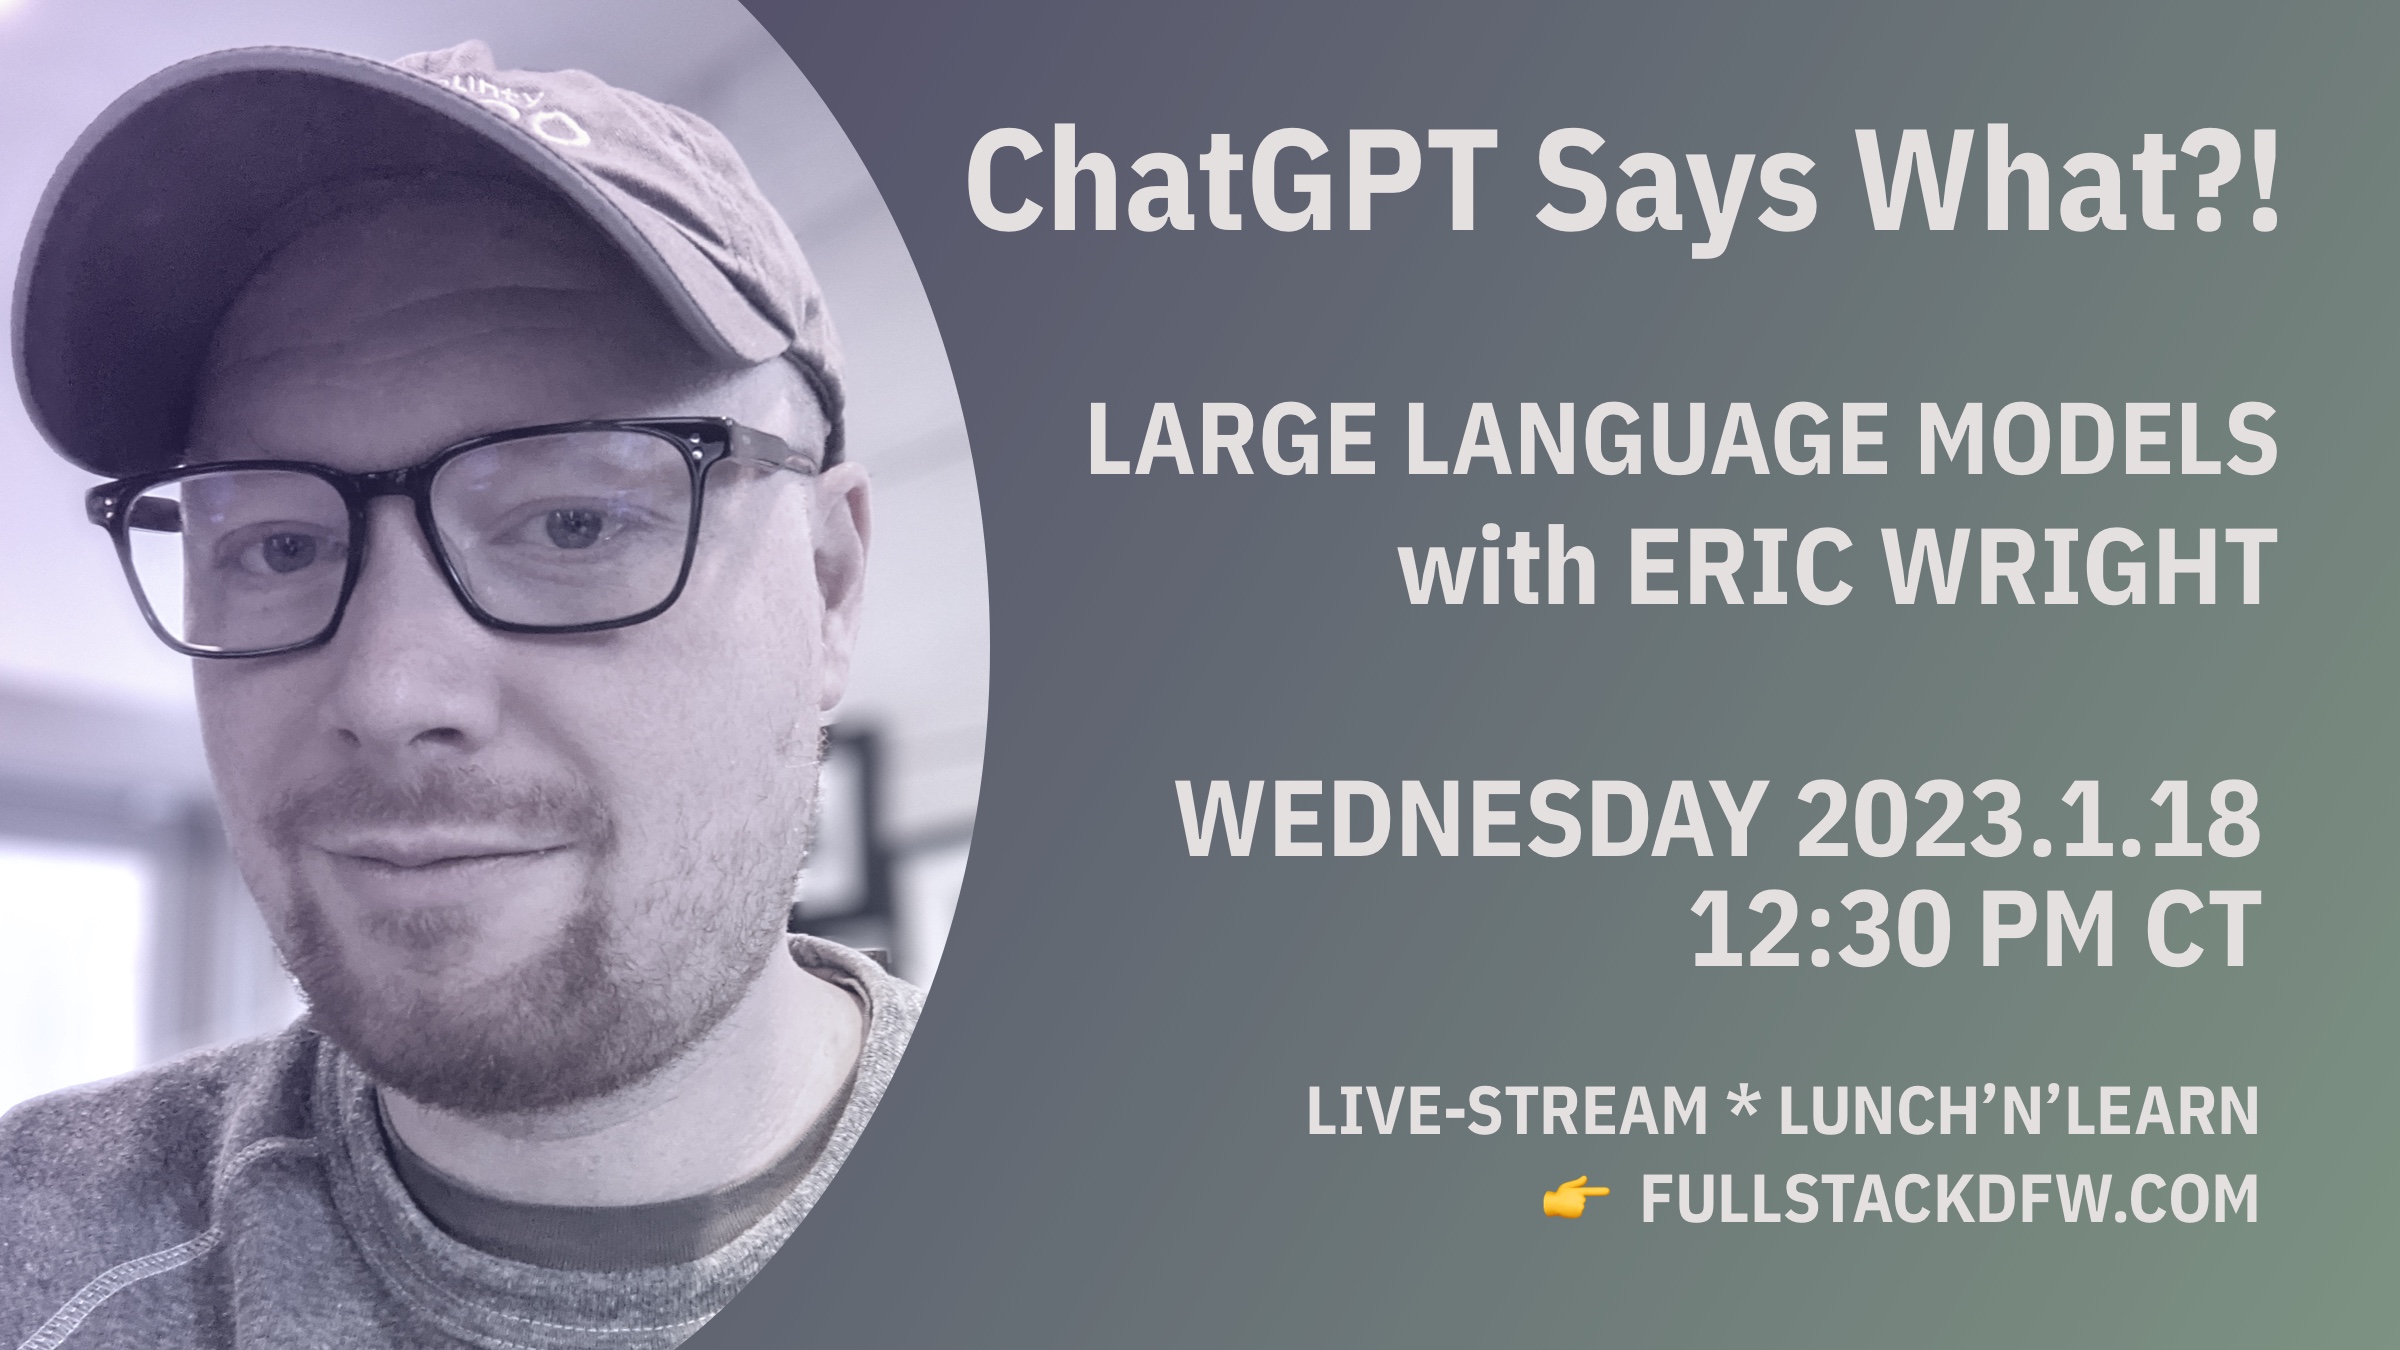 ChatGPT Says What?!
LARGE LANGUAGE MODELS
with ERIC WRIGHT
WEDNESDAY 2023.1.18
12:30 PM CT
LIVE-STREAM * LUNCH’N’LEARN
👉 FULLSTACKDFW.COM